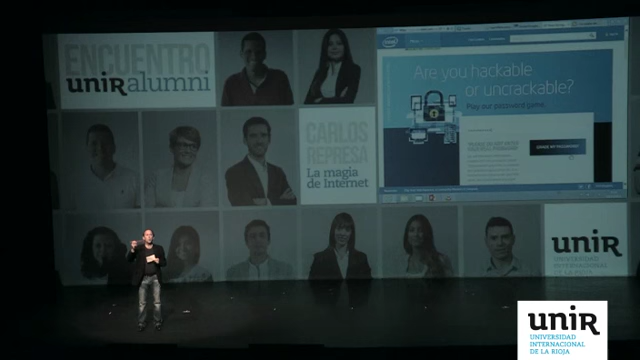 ENCUENTRO
unir alumni
CARLOS
REPRESA
La magia
de Internet
Are you hackable
or uncrackable?
Play our password game.
unir
UNIVERSIDAD
INTERNACIONAL
DE LA RIOJA
unir
UNIVERSIDAD
INTERNACIONAL
DE LA RIOJA